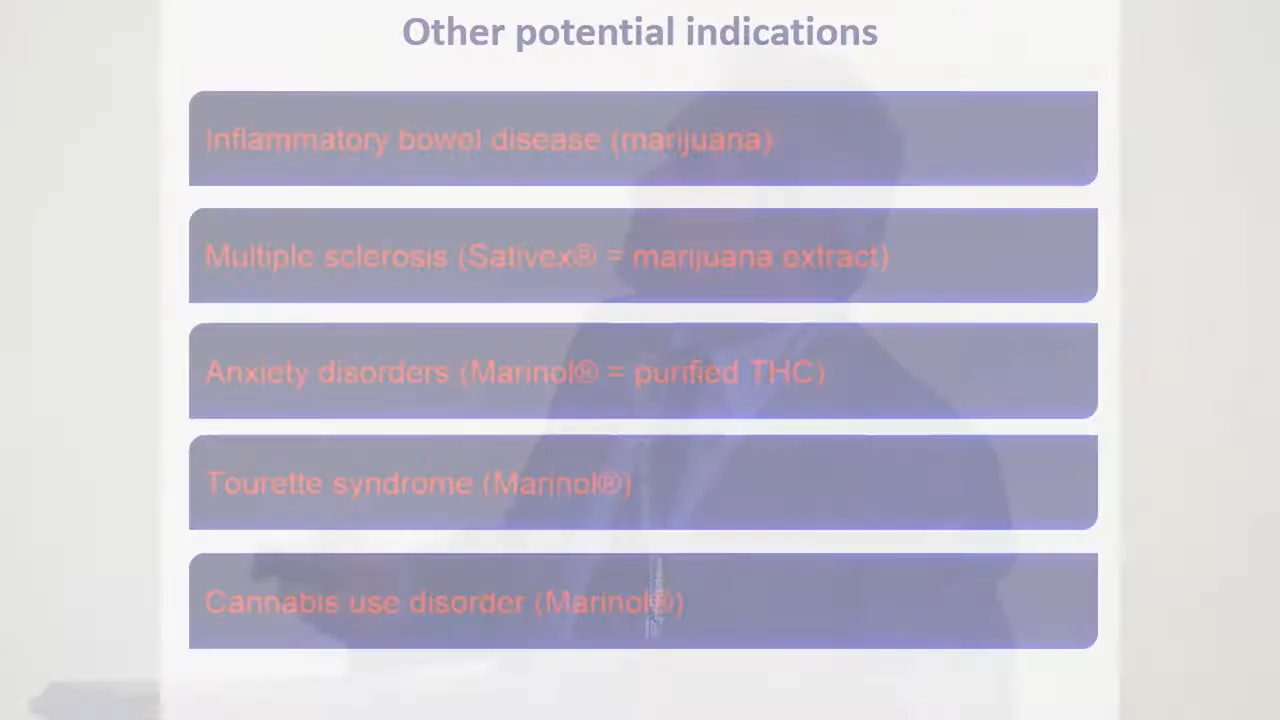 Other potential indications
Inflammatory bowel disease (marijuana)
Multiple sclerosis (Sativex® = marijuana extract)
Anxiety disorders (Marinol® = purified THC)
Tourette syndrome (Marinol®)
Cannabis use disorder (Marinol®)